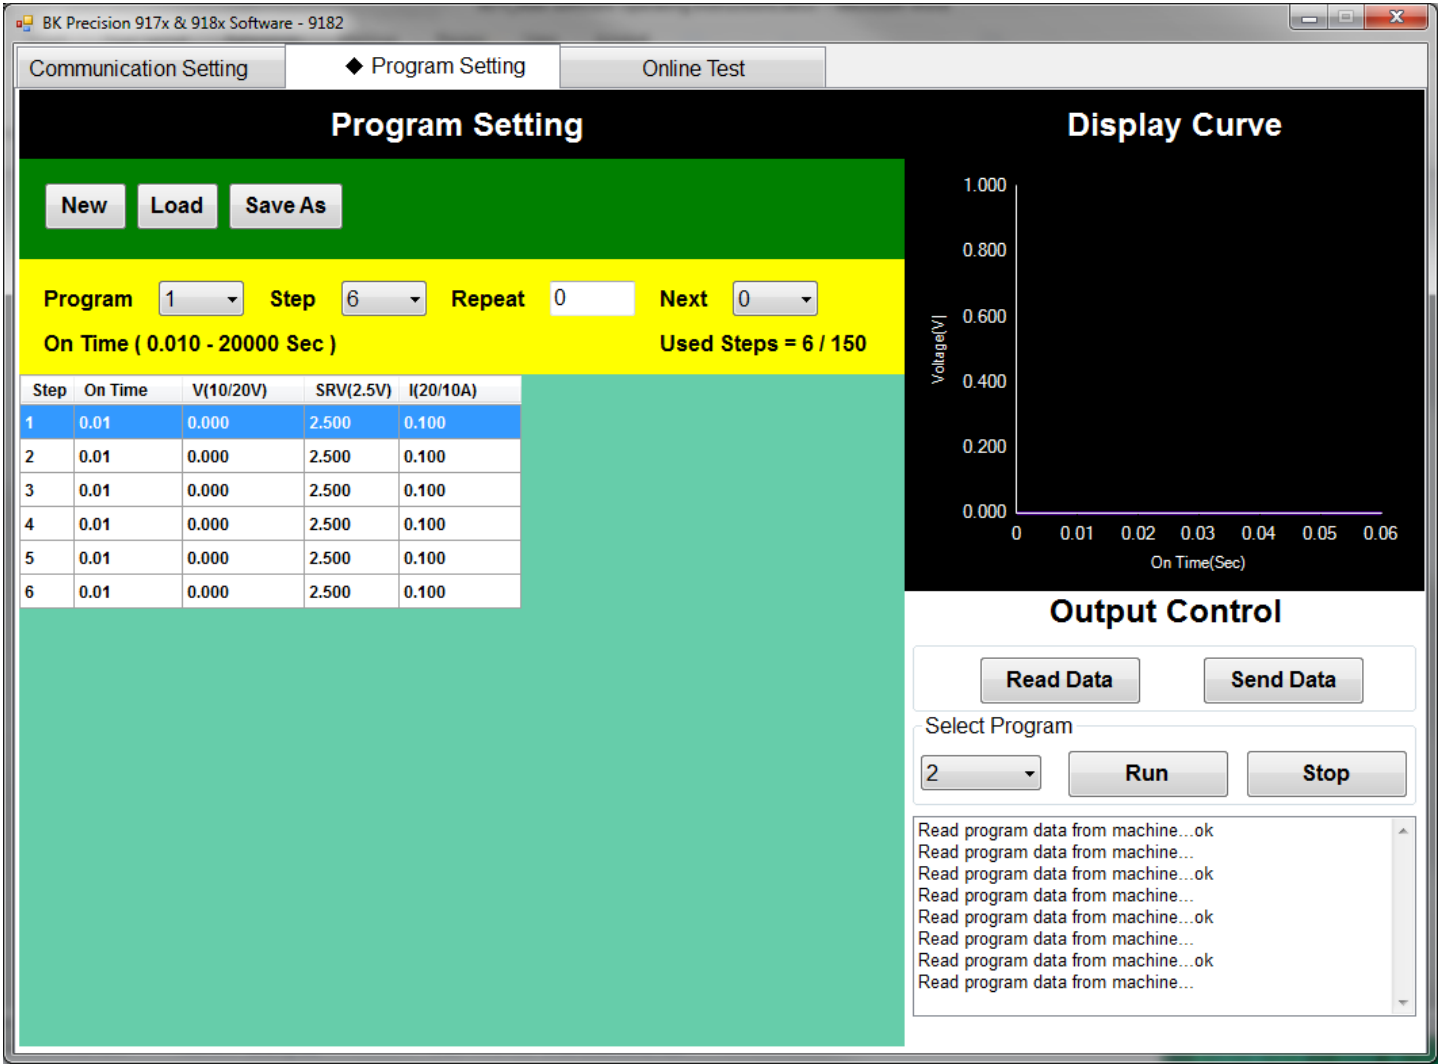 BK Precision 917x & 918x Software - 9182
Communication Setting
◆ Program Setting
Online Test
Program Setting
New Load Save As
Program 1 Step 6 Repeat 0 Next 0
On Time ( 0.010 - 20000 Sec ) Used Steps = 6 / 150
Step On Time V(10/20V) SRV(2.5V) I(20/10A)
1 0.01 0.000 2.500 0.100
2 0.01 0.000 2.500 0.100
3 0.01 0.000 2.500 0.100
4 0.01 0.000 2.500 0.100
5 0.01 0.000 2.500 0.100
6 0.01 0.000 2.500 0.100
Display Curve
1.000
0.800
0.600
0.400
0.200
0.000
Voltage(V)
0 0.01 0.02 0.03 0.04 0.05 0.06
On Time(Sec)
Output Control
Read Data Send Data
Select Program
2 Run Stop
Read program data from machine...ok
Read program data from machine...
Read program data from machine...ok
Read program data from machine...
Read program data from machine...ok
Read program data from machine...
Read program data from machine...ok
Read program data from machine...